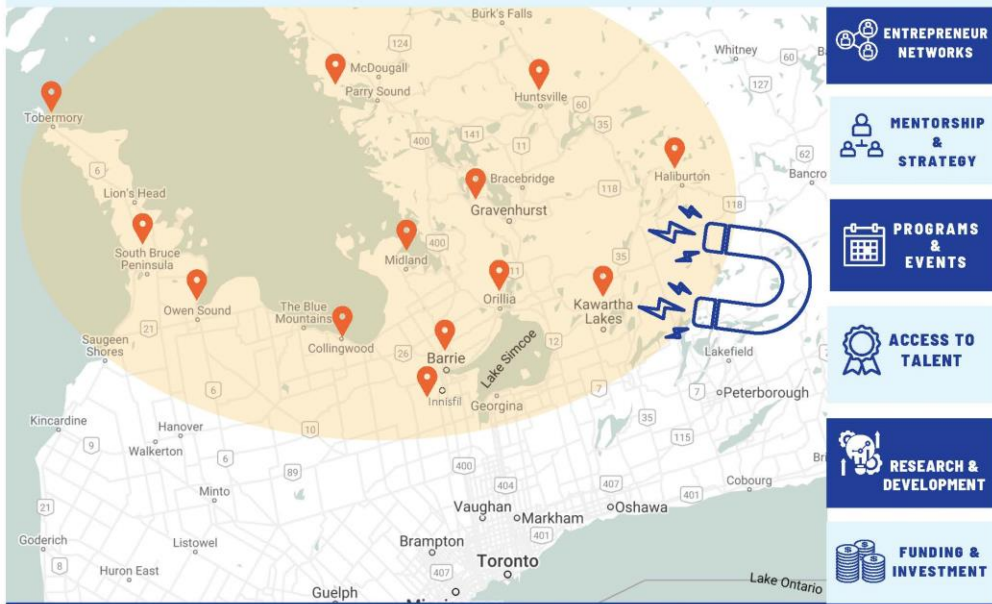 Burk's Falls
124
McDougall
Parry Sound
Whitney
60
127
Tobermory
Huntsville
60
35
400
141
11
62
6
Lion's Head
Bracebridge
118
Haliburton
Bancro
118
Gravenhurst
South Bruce
Peninsula
Midland
400
35
Owen Sound
The Blue
Mountains
11
Orillia
Kawartha
Lakes
21
Saugeen
Shores
Collingwood
26
Barrie
Lake Simcoe
12
Lakefield
7
6
Innisfil
Georgina
7
7
Peterborough
Kincardine
Hanover
10
35
9
Walkerton
6
115
89
400
Minto
404
407
Cobourg
401
21
Vaughan
Markham
Oshawa
Goderich
Listowel
Brampton
401
8
Toronto
Huron East
407
Guelph
Lake Ontario
ENTREPRENEUR
NETWORKS
MENTORSHIP
&
STRATEGY
PROGRAMS
&
EVENTS
ACCESS TO
TALENT
RESEARCH &
DEVELOPMENT
FUNDING &
INVESTMENT